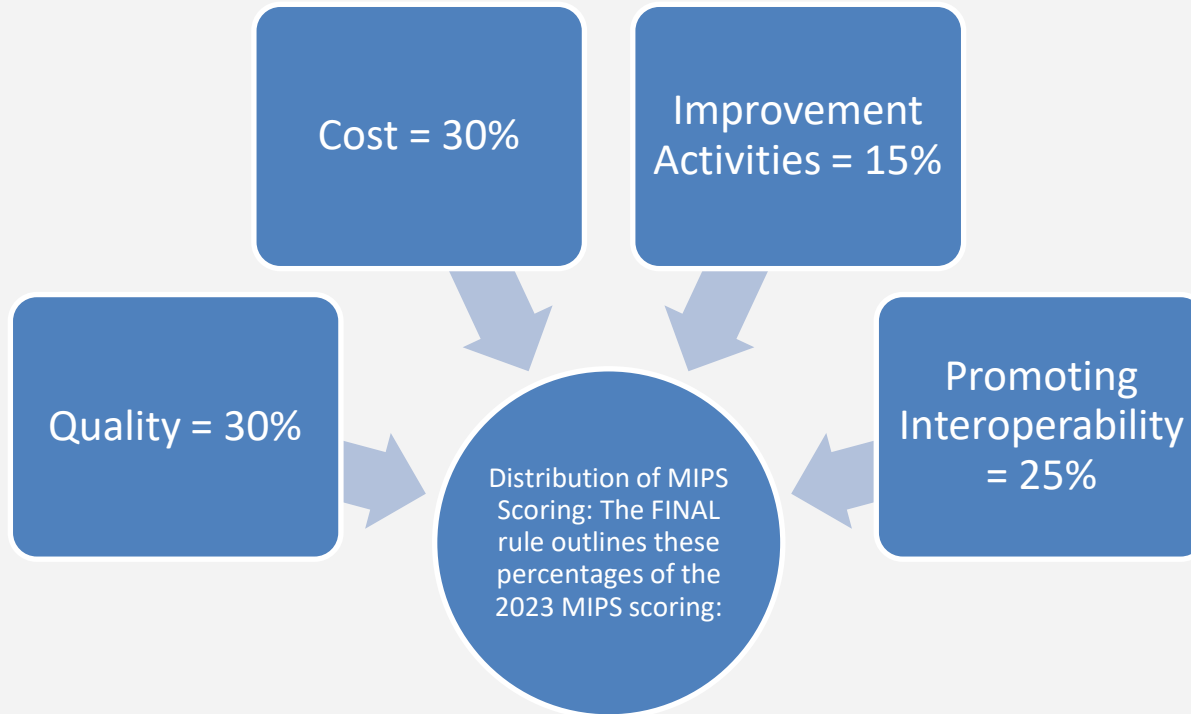 Cost = 30%
Improvement
Activities = 15%
Quality = 30%
Promoting
Interoperability
= 25%
Distribution of MIPS
Scoring: The FINAL
rule outlines these
percentages of the
2023 MIPS scoring: